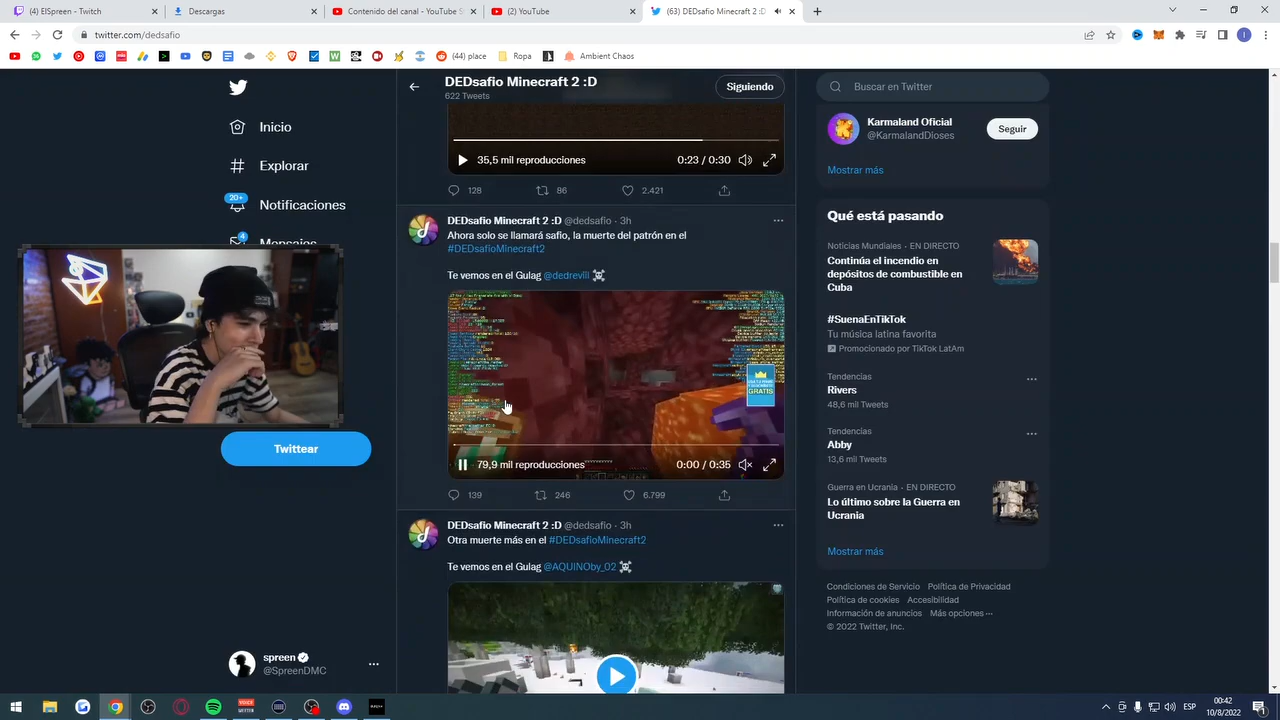 (4) ElSpreen - Twitch
Descargas
Contenido del canal - YouTube S
(2) YouTube
(63) DEDsafio Minecraft 2 :D
twitter.com/dedsafio
(44) place
Ropa
Ambient Chaos
DEDsafio Minecraft 2 :D
622 Tweets
Siguiendo
Buscar en Twitter
Inicio
Explorar
20+
Notificaciones
4
Mensajes
Twittear
spreen
@SpreenDMC
35,5 mil reproducciones
0:23 / 0:30
128
86
2.421
DEDsafio Minecraft 2 :D @dedsafio · 3h
Ahora solo se llamará safio, la muerte del patrón en el
#DEDsafioMinecraft2
Te vemos en el Gulag @dedreviil
GRATIS
79,9 mil reproducciones
0:00 / 0:35
139
246
6.799
DEDsafio Minecraft 2 :D @dedsafio · 3h
Otra muerte más en el #DEDsafioMinecraft2
Te vemos en el Gulag @AQUINOby_02
Karmaland Oficial
@KarmalandDioses
Seguir
Mostrar más
Qué está pasando
Noticias Mundiales · EN DIRECTO
Continúa el incendio en
depósitos de combustible en
Cuba
#SuenaEnTikTok
Tu música latina favorita
Promocionado por TikTok LatAm
Tendencias
Rivers
48,6 mil Tweets
Tendencias
Abby
13,6 mil Tweets
Guerra en Ucrania · EN DIRECTO
Lo último sobre la Guerra en
Ucrania
Mostrar más
Condiciones de Servicio Política de Privacidad
Política de cookies Accesibilidad
Información de anuncios Más opciones ···
© 2022 Twitter, Inc.
ESP
00:42
10/8/2022